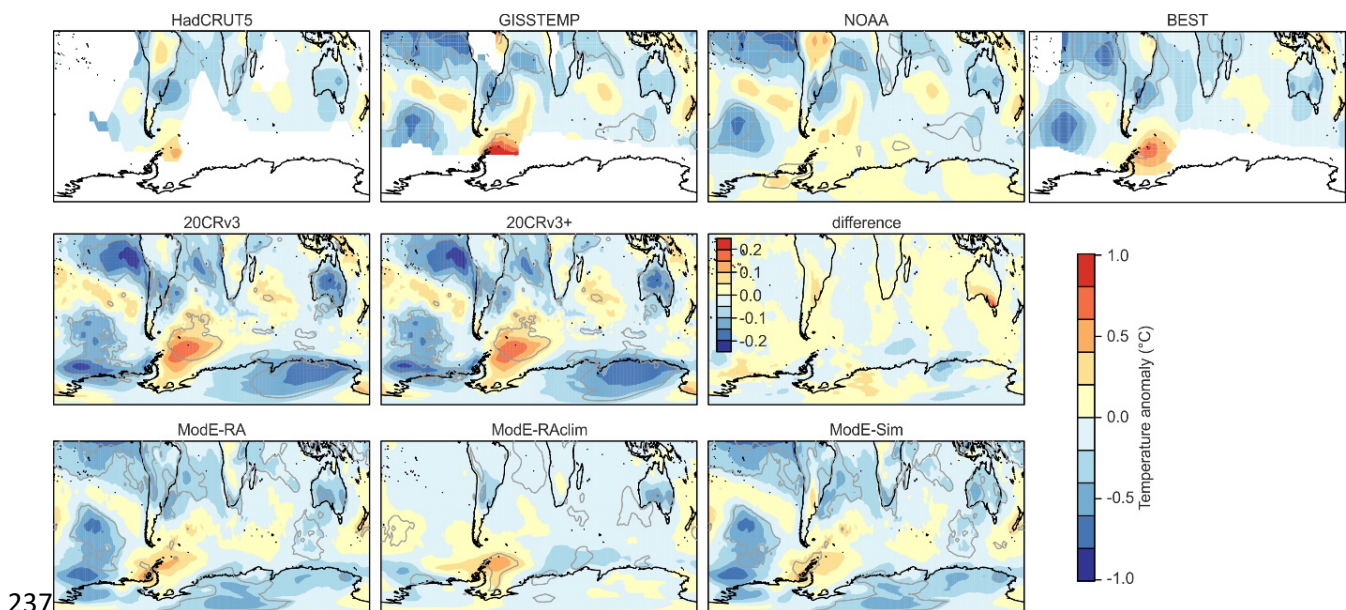 HadCRUT5 GISSTEMP NOAA BEST
20CRv3 20CRv3+ difference
0.2
0.1
0.0
-0.1
-0.2
1.0
0.5
0.0
-0.5
-1.0
Temperature anomaly (°C)
ModE-RA ModE-RAclim ModE-Sim
237